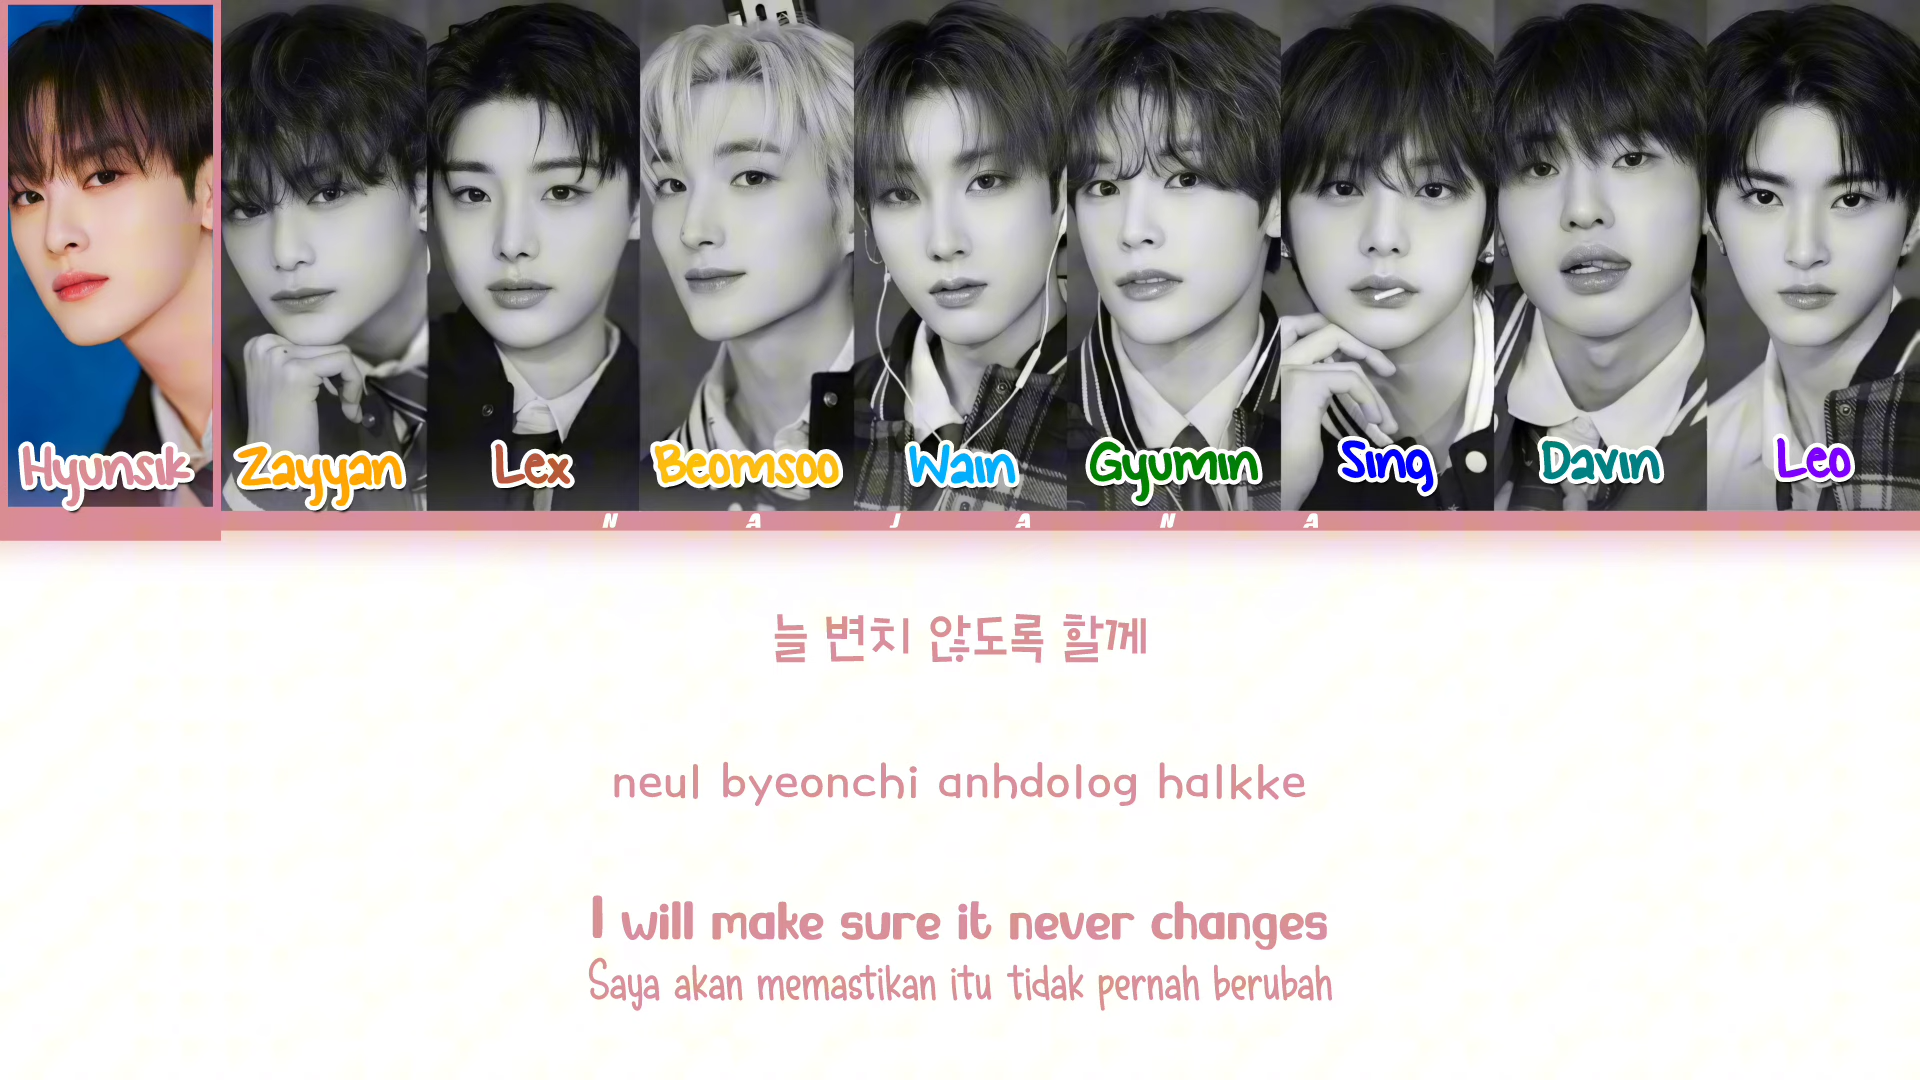 Hyunsik Zayyan Lex Beomsoo Wain Gyumin Sing Davin Leo
N A J A N A
늘 변치 않도록 할께
neul byeonchi anhdolog halkke
I will make sure it never changes
Saya akan memastikan itu tidak pernah berubah